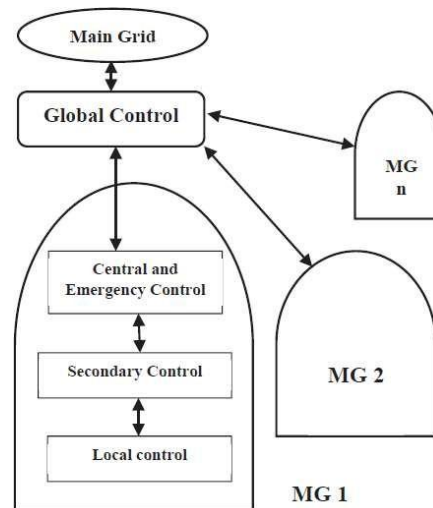 Main Grid
Global Control
MG
n
Central and
Emergency Control
Secondary Control
MG 2
Local control
MG 1